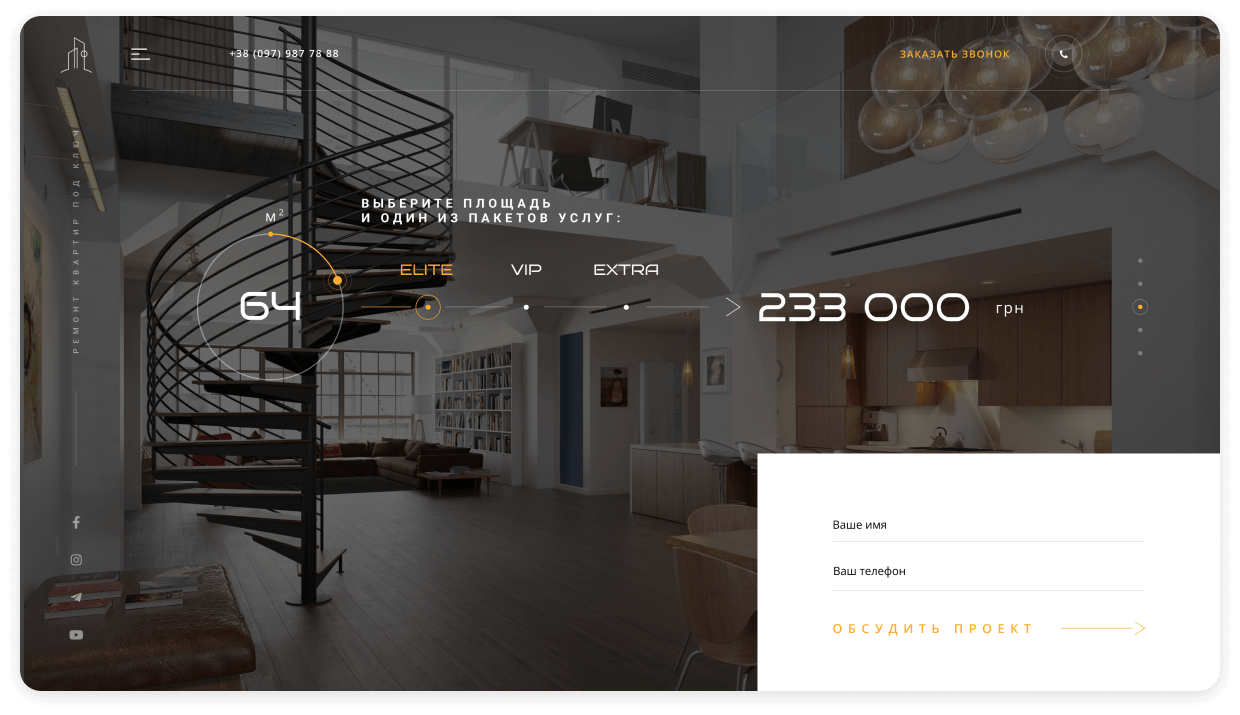 +38 (097) 987 78 88
ЗАКАЗАТЬ ЗВОНОК
РЕМОНТ КВАРТИР ПОД КЛЮЧ
ВЫБЕРИТЕ ПЛОЩАДЬ
И ОДИН ИЗ ПАКЕТОВ УСЛУГ:
м²
64
ELITE VIP EXTRA
233 000 грн
Ваше имя
Ваш телефон
ОБСУДИТЬ ПРОЕКТ